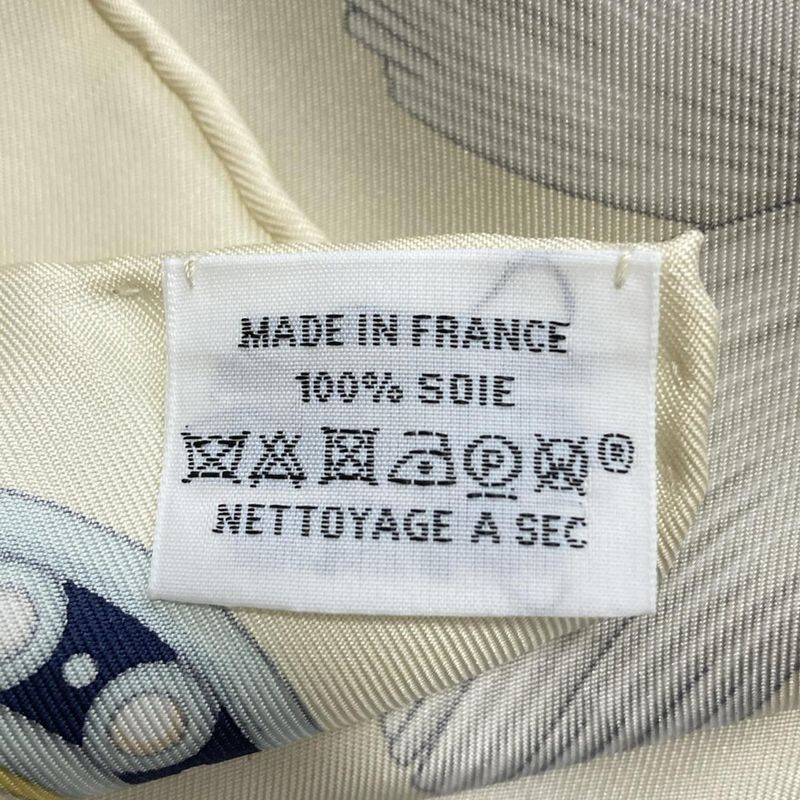 MADE IN FRANCE
100% SOIE
P W ®
NETTOYAGE A SEC